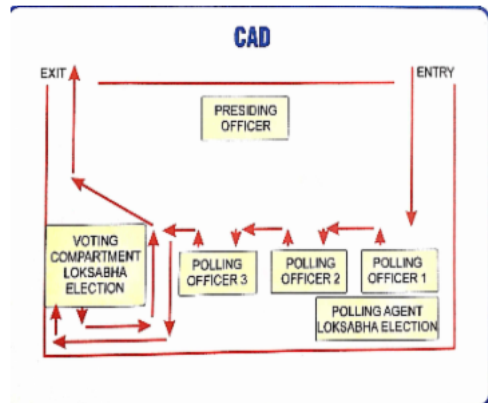 CAD
EXIT
ENTRY
PRESIDING
OFFICER
VOTING
COMPARTMENT
LOKSABHA
ELECTION
POLLING
OFFICER 3
POLLING
OFFICER 2
POLLING
OFFICER 1
POLLING AGENT
LOKSABHA ELECTION